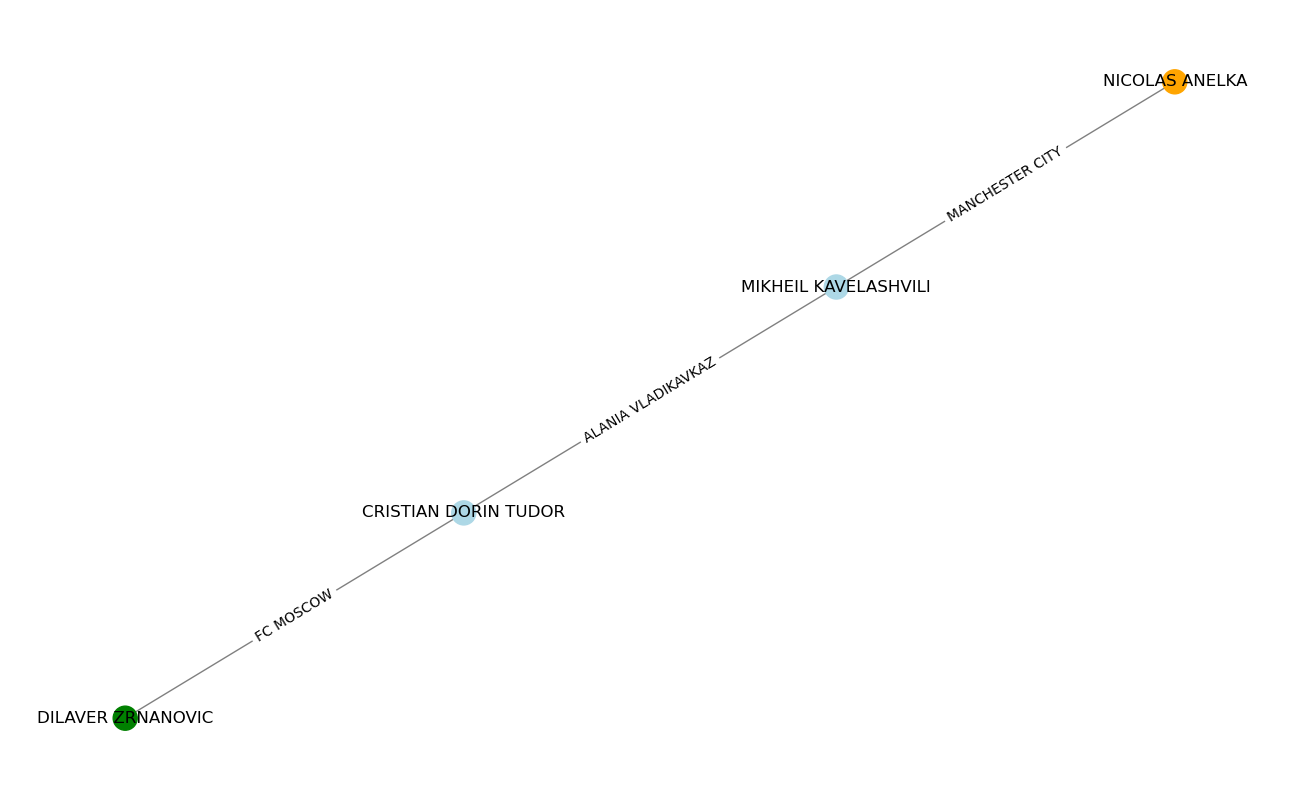 NICOLAS ANELKA
MANCHESTER CITY
MIKHEIL KAVELASHVILI
ALANIA VLADIKAVKAZ
CRISTIAN DORIN TUDOR
FC MOSCOW
DILAVER ZRNANOVIC